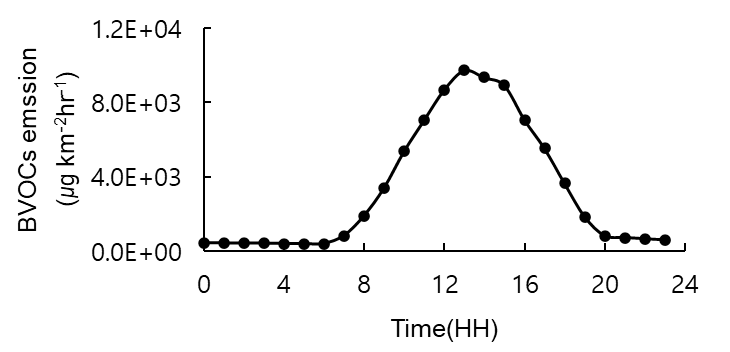 BVOCs emssion
(µg km-2hr-1)
1.2E+04
8.0E+03
4.0E+03
0.0E+00
0 4 8 12 16 20 24
Time(HH)